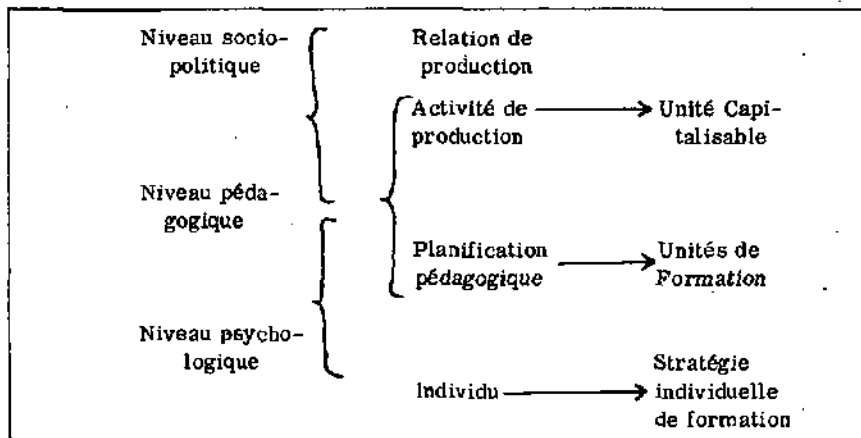 Niveau socio-
politique
Relation de
production
Activité de
production
Unité Capi-
talisable
Niveau péda-
gogique
Planification
pédagogique
Unités de
Formation
Niveau psycho-
logique
Individu
Stratégie
individuelle
de formation